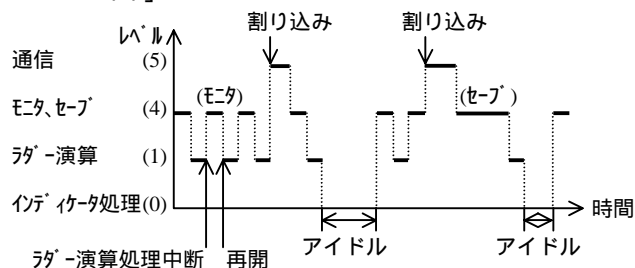 割り込み 割り込み
ﾚﾍﾞﾙ
通信 (5)
ﾓﾆﾀ､ｾｰﾌﾞ (4) (ﾓﾆﾀ) (ｾｰﾌﾞ)
ﾗﾀﾞｰ演算 (1)
ｲﾝﾃﾞｨｹｰﾀ処理(0) 時間
ﾗﾀﾞｰ演算処理中断 再開 アイドル アイドル